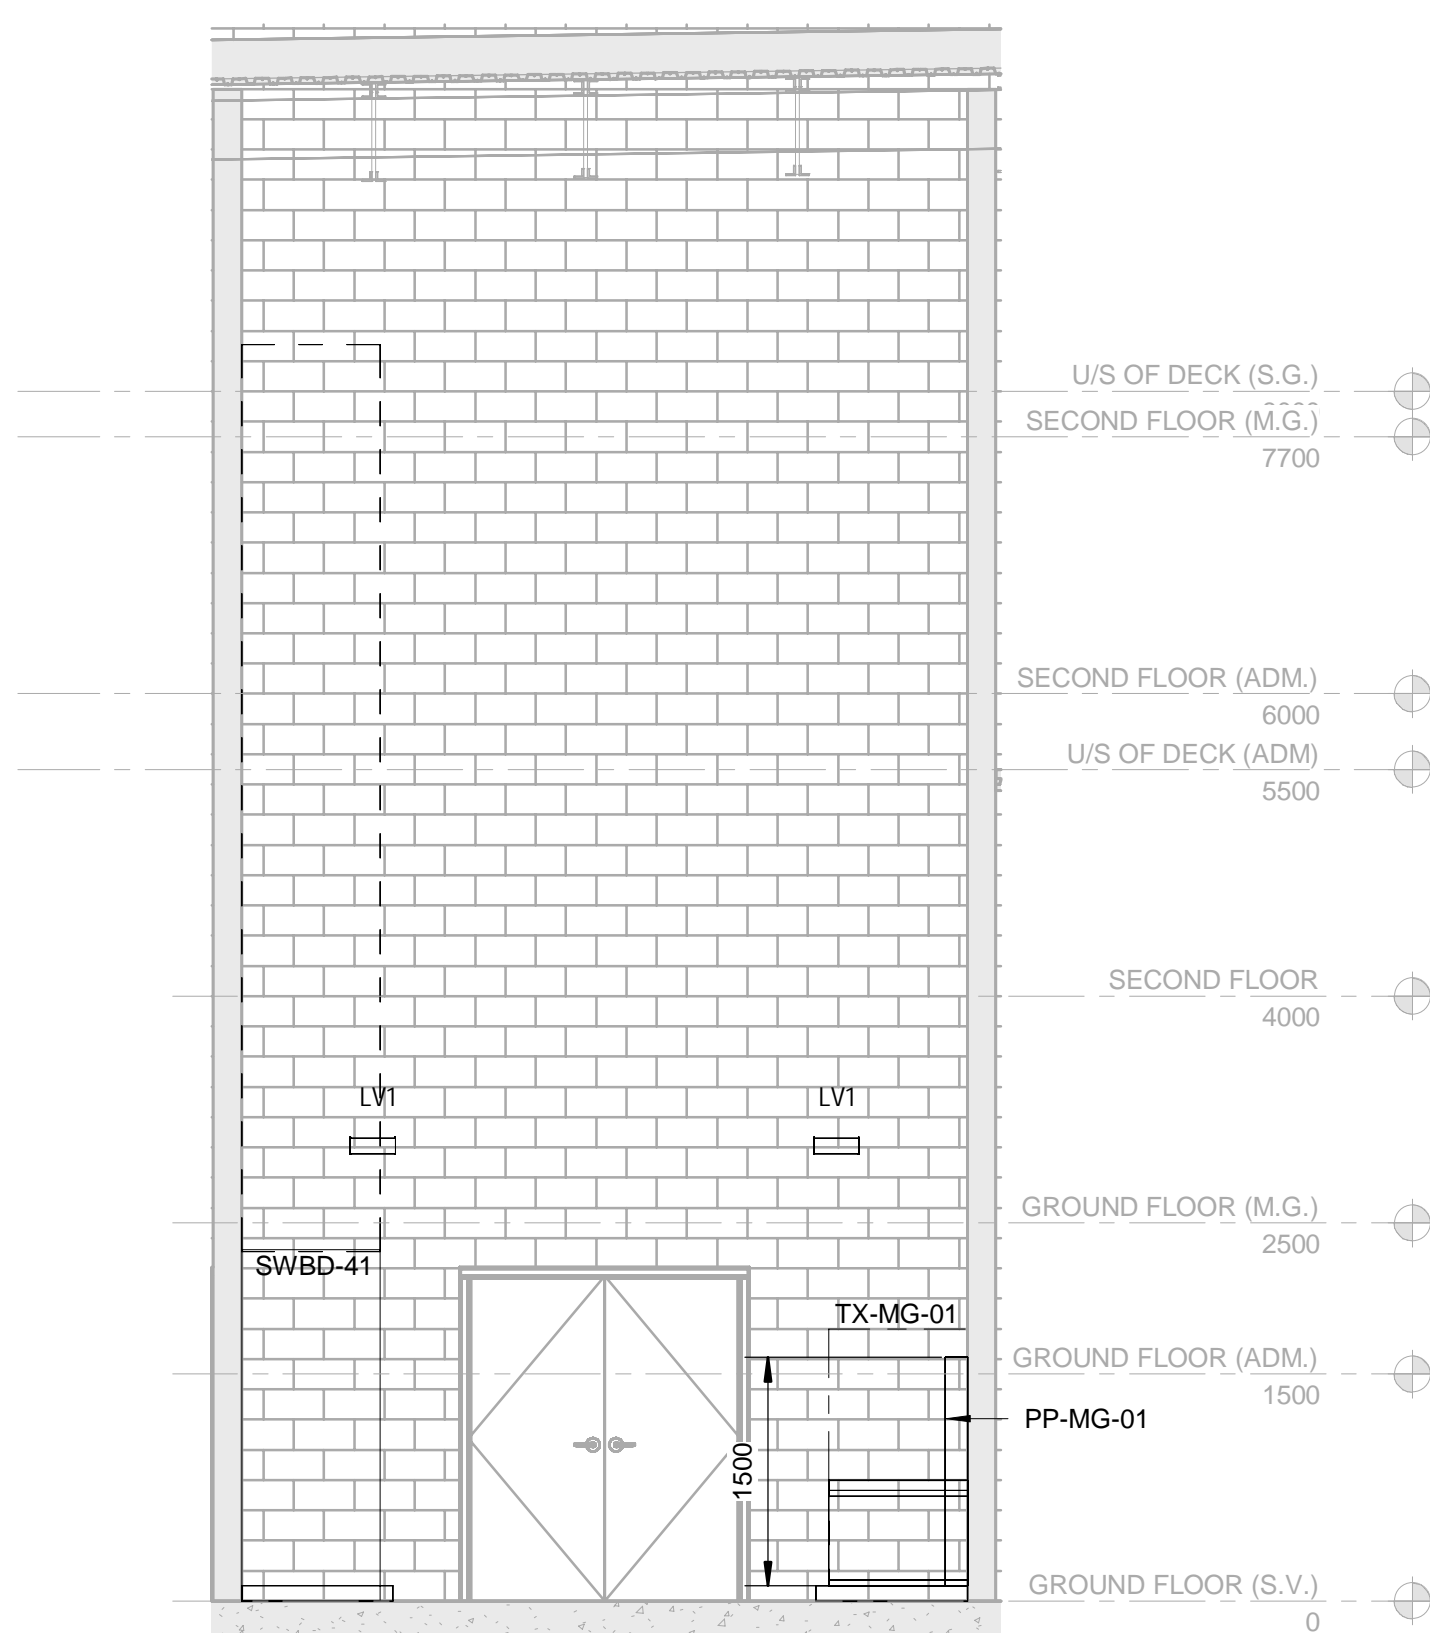 U/S OF DECK (S.G.)
SECOND FLOOR (M.G.)
7700
SECOND FLOOR (ADM.)
6000
U/S OF DECK (ADM)
5500
SECOND FLOOR
4000
LV1
LV1
GROUND FLOOR (M.G.)
2500
SWBD-41
TX-MG-01
GROUND FLOOR (ADM.)
1500
PP-MG-01
1500
GROUND FLOOR (S.V.)
0